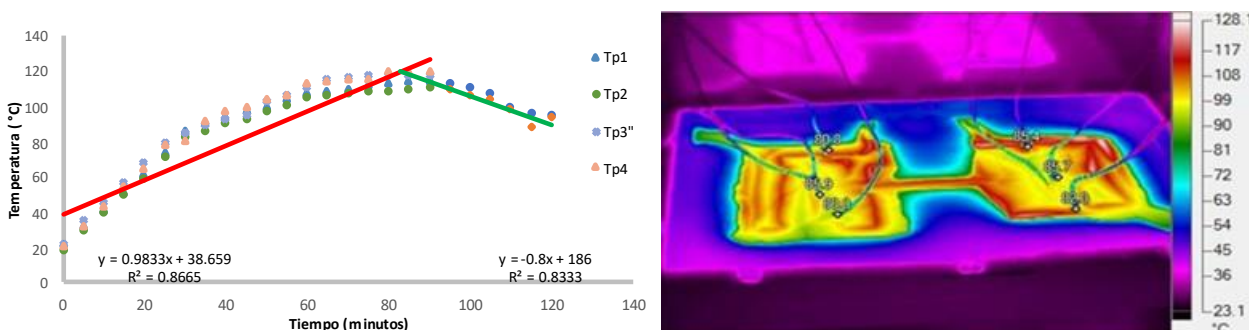 140
120
100
80
60
40
20
0
0 20 40 60 80 100 120 140
Temperatura (°C)
Tiempo (minutos)
y = 0.9833x + 38.659
R² = 0.8665
y = -0.8x + 186
R² = 0.8333
Tp1
Tp2
Tp3"
Tp4
128.1
117
108
99
90
81
72
63
54
45
36
23.1
°C